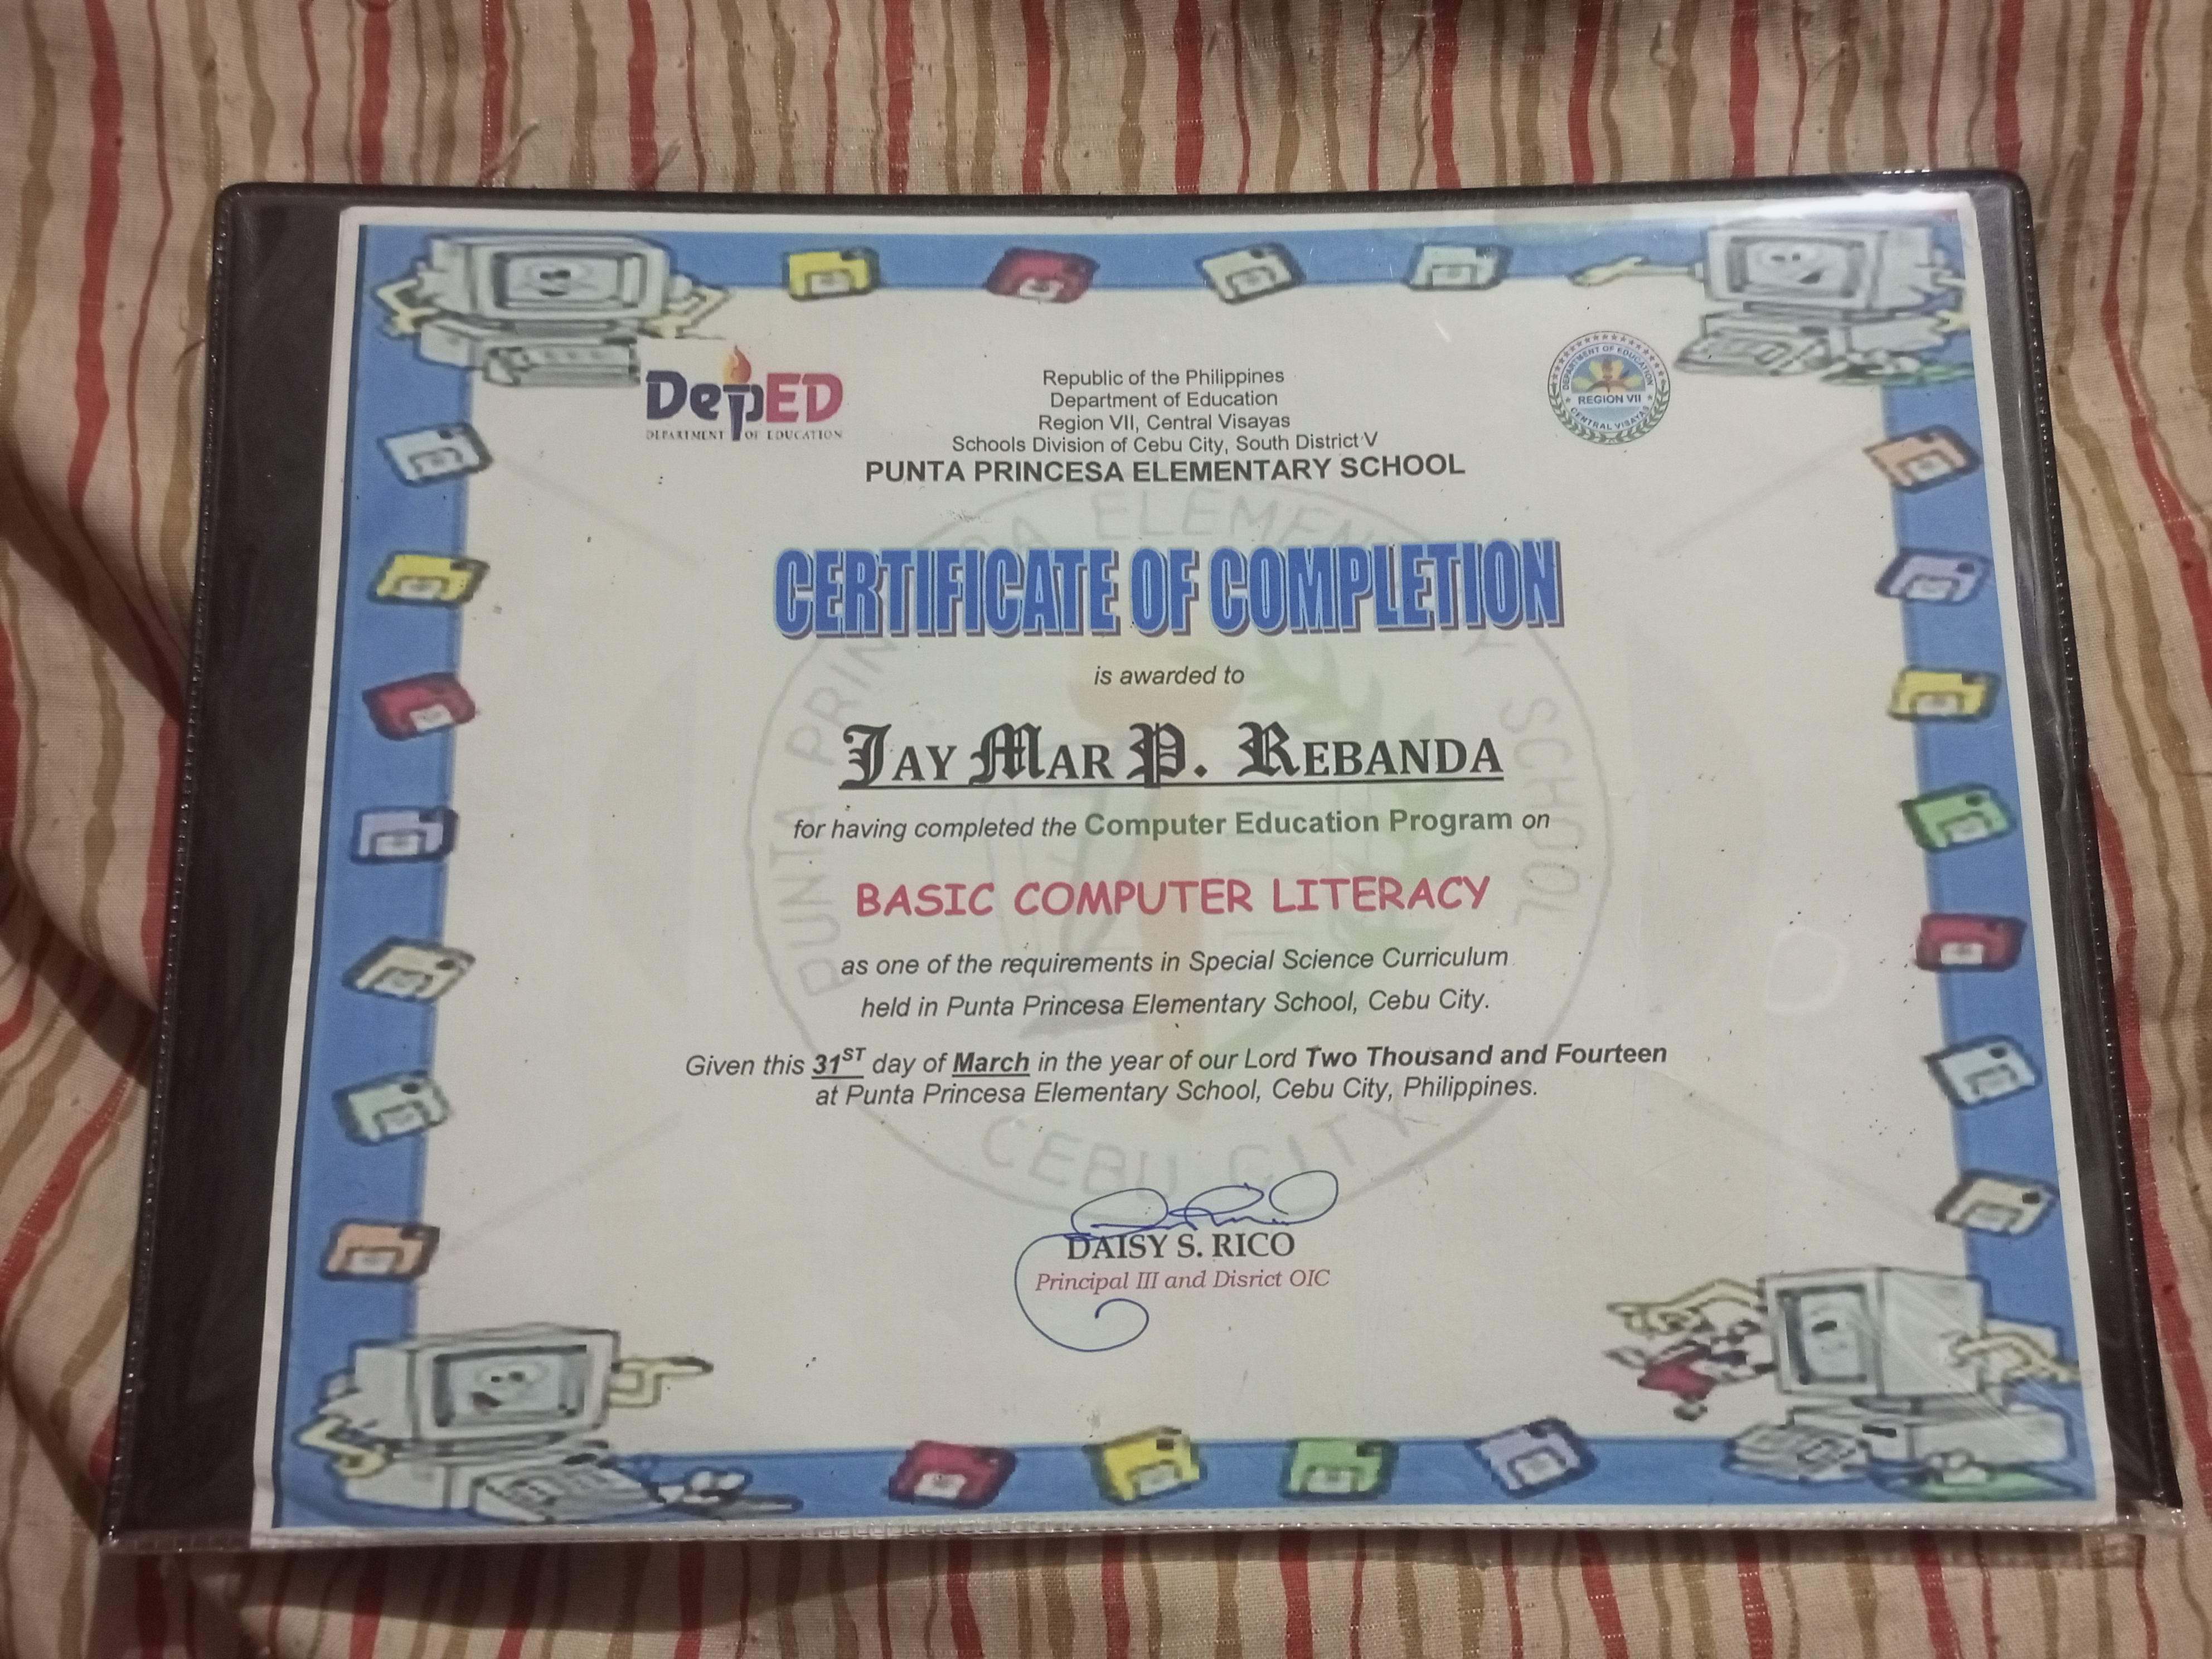 DepED
DEPARTMENT OF EDUCATION
Republic of the Philippines
Department of Education
Region VII, Central Visayas
Schools Division of Cebu City, South District V
PUNTA PRINCESA ELEMENTARY SCHOOL
DEPARTMENT OF EDUCATION
REGION VII
CENTRAL VISAYAS
CERTIFICATE OF COMPLETION
is awarded to
JAY MAR P. REBANDA
for having completed the Computer Education Program on
BASIC COMPUTER LITERACY
as one of the requirements in Special Science Curriculum
held in Punta Princesa Elementary School, Cebu City.
Given this 31ST day of March in the year of our Lord Two Thousand and Fourteen
at Punta Princesa Elementary School, Cebu City, Philippines.
DAISY S. RICO
Principal III and Disrict OIC
PUNTA PRINCESA ELEMENTARY SCHOOL
CEBU CITY